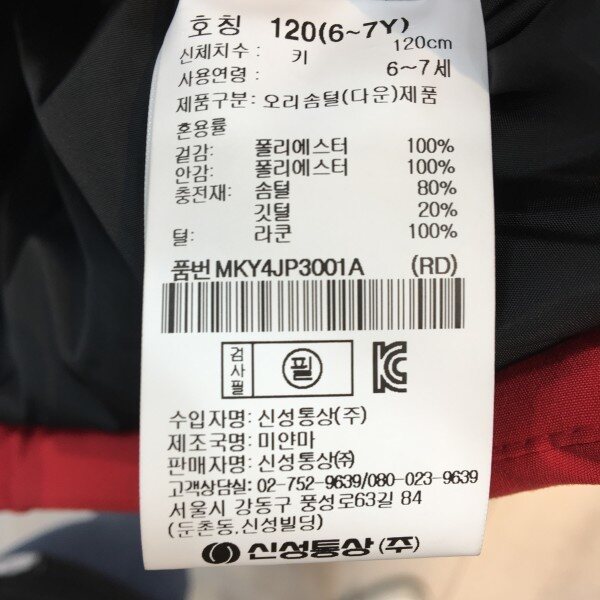 호칭 120(6~7Y)
신체치수: 키 120cm
사용연령: 6~7세
제품구분: 오리솜털(다운)제품
혼용률
겉감: 폴리에스터 100%
안감: 폴리에스터 100%
충전재: 솜털 80%
깃털 20%
털: 라쿤 100%
품번 MKY4JP3001A (RD)
검사필 필
수입자명: 신성통상(주)
제조국명: 미얀마
판매자명: 신성통상㈜
고객상담실: 02-752-9639/080-023-9639
서울시 강동구 풍성로63길 84
(둔촌동,신성빌딩)
신성통상 (주)